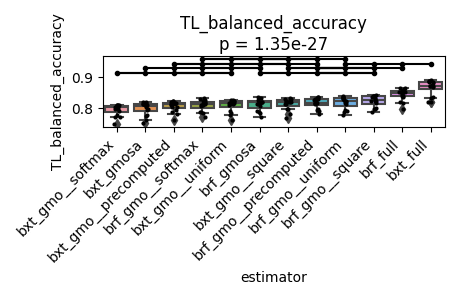 TL_balanced_accuracy
p = 1.35e-27
TL_balanced_accuracy
0.9
0.8
bxt_gmo__softmax
bxt_gmosa
bxt_gmo__precomputed
brf_gmo__softmax
bxt_gmo__uniform
brf_gmosa
bxt_gmo__square
brf_gmo__precomputed
brf_gmo__uniform
brf_gmo__square
brf_full
bxt_full
estimator